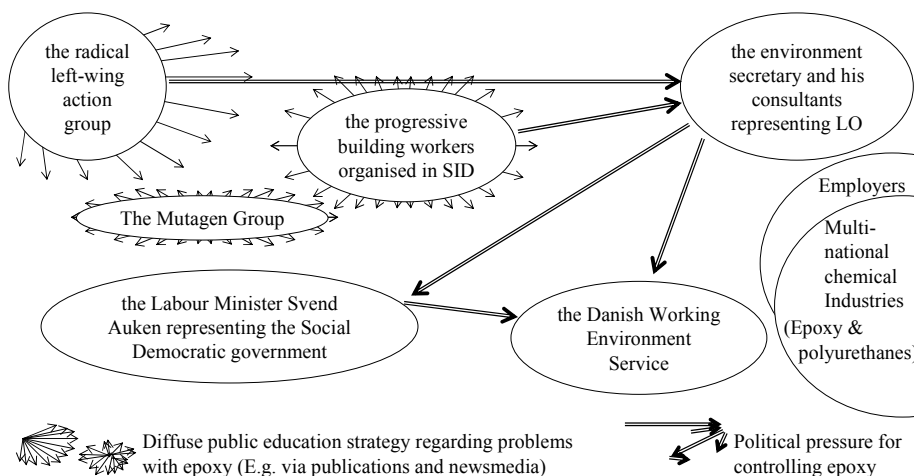 the radical
left-wing
action
group
the progressive
building workers
organised in SID
the environment
secretary and his
consultants
representing LO
The Mutagen Group
Employers
Multi-
national
chemical
Industries
(Epoxy &
polyurethanes)
the Labour Minister Svend
Auken representing the Social
Democratic government
the Danish Working
Environment
Service
Diffuse public education strategy regarding problems
with epoxy (E.g. via publications and newsmedia)
Political pressure for
controlling epoxy